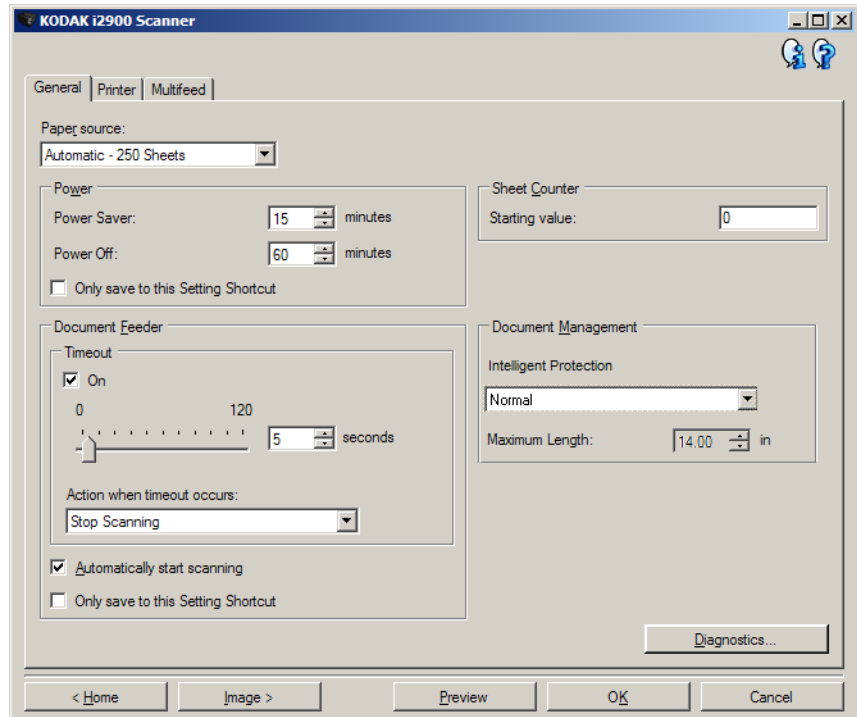 KODAK i2900 Scanner
General
Printer
Multifeed
Paper source:
Automatic - 250 Sheets
Power
Power Saver:
15
minutes
Power Off:
60
minutes
Only save to this Setting Shortcut
Sheet Counter
Starting value:
0
Document Feeder
Timeout
On
0
120
5
seconds
Action when timeout occurs:
Stop Scanning
Automatically start scanning
Only save to this Setting Shortcut
Document Management
Intelligent Protection
Normal
Maximum Length:
14.00
in
Diagnostics...
< Home
Image >
Preview
OK
Cancel